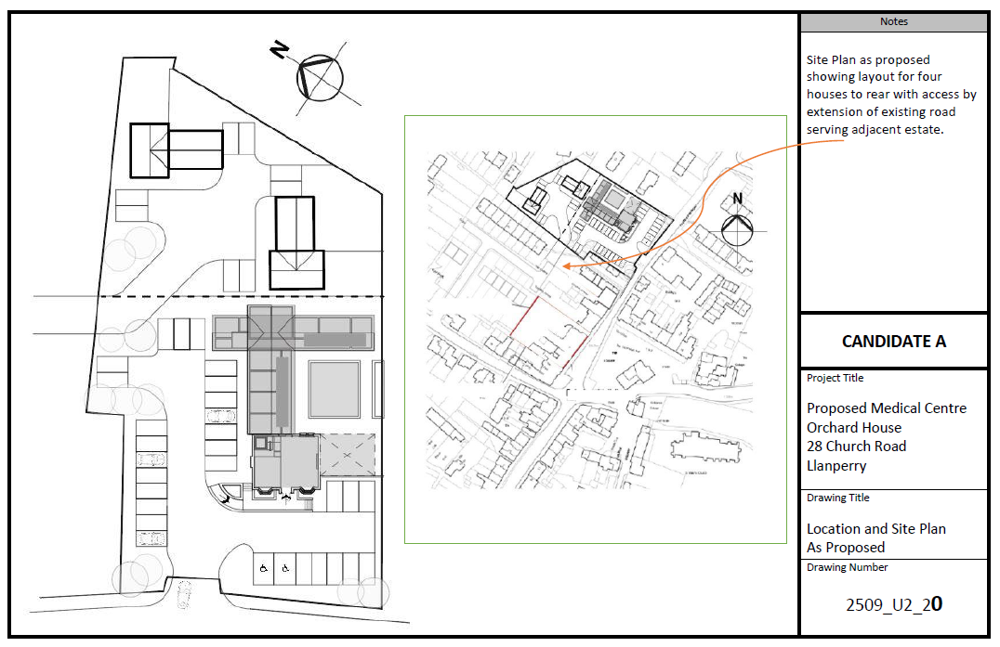 N
N
Notes
Site Plan as proposed
showing layout for four
houses to rear with access by
extension of existing road
serving adjacent estate.
CANDIDATE A
Project Title
Proposed Medical Centre
Orchard House
28 Church Road
Llanperry
Drawing Title
Location and Site Plan
As Proposed
Drawing Number
2509_U2_20